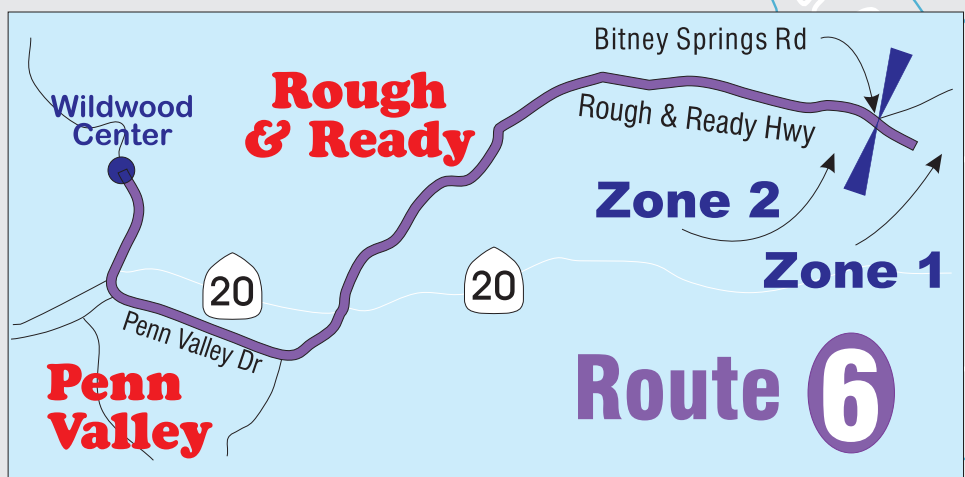 Bitney Springs Rd
Wildwood
Center
Rough
& Ready
Rough & Ready Hwy
Zone 2
Zone 1
20
20
Penn Valley Dr
Penn
Valley
Route 6